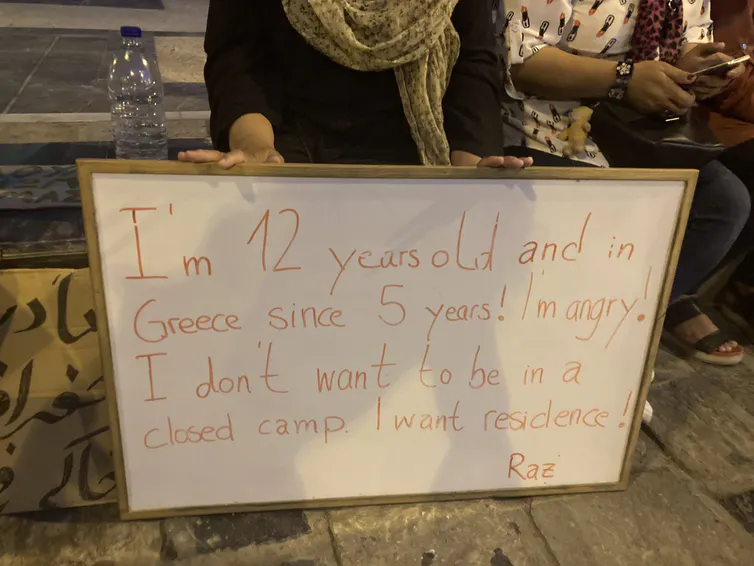 I'm 12 years old and in
Greece since 5 years! I'm angry!
I don't want to be in a
closed camp. I want residence!
Raz